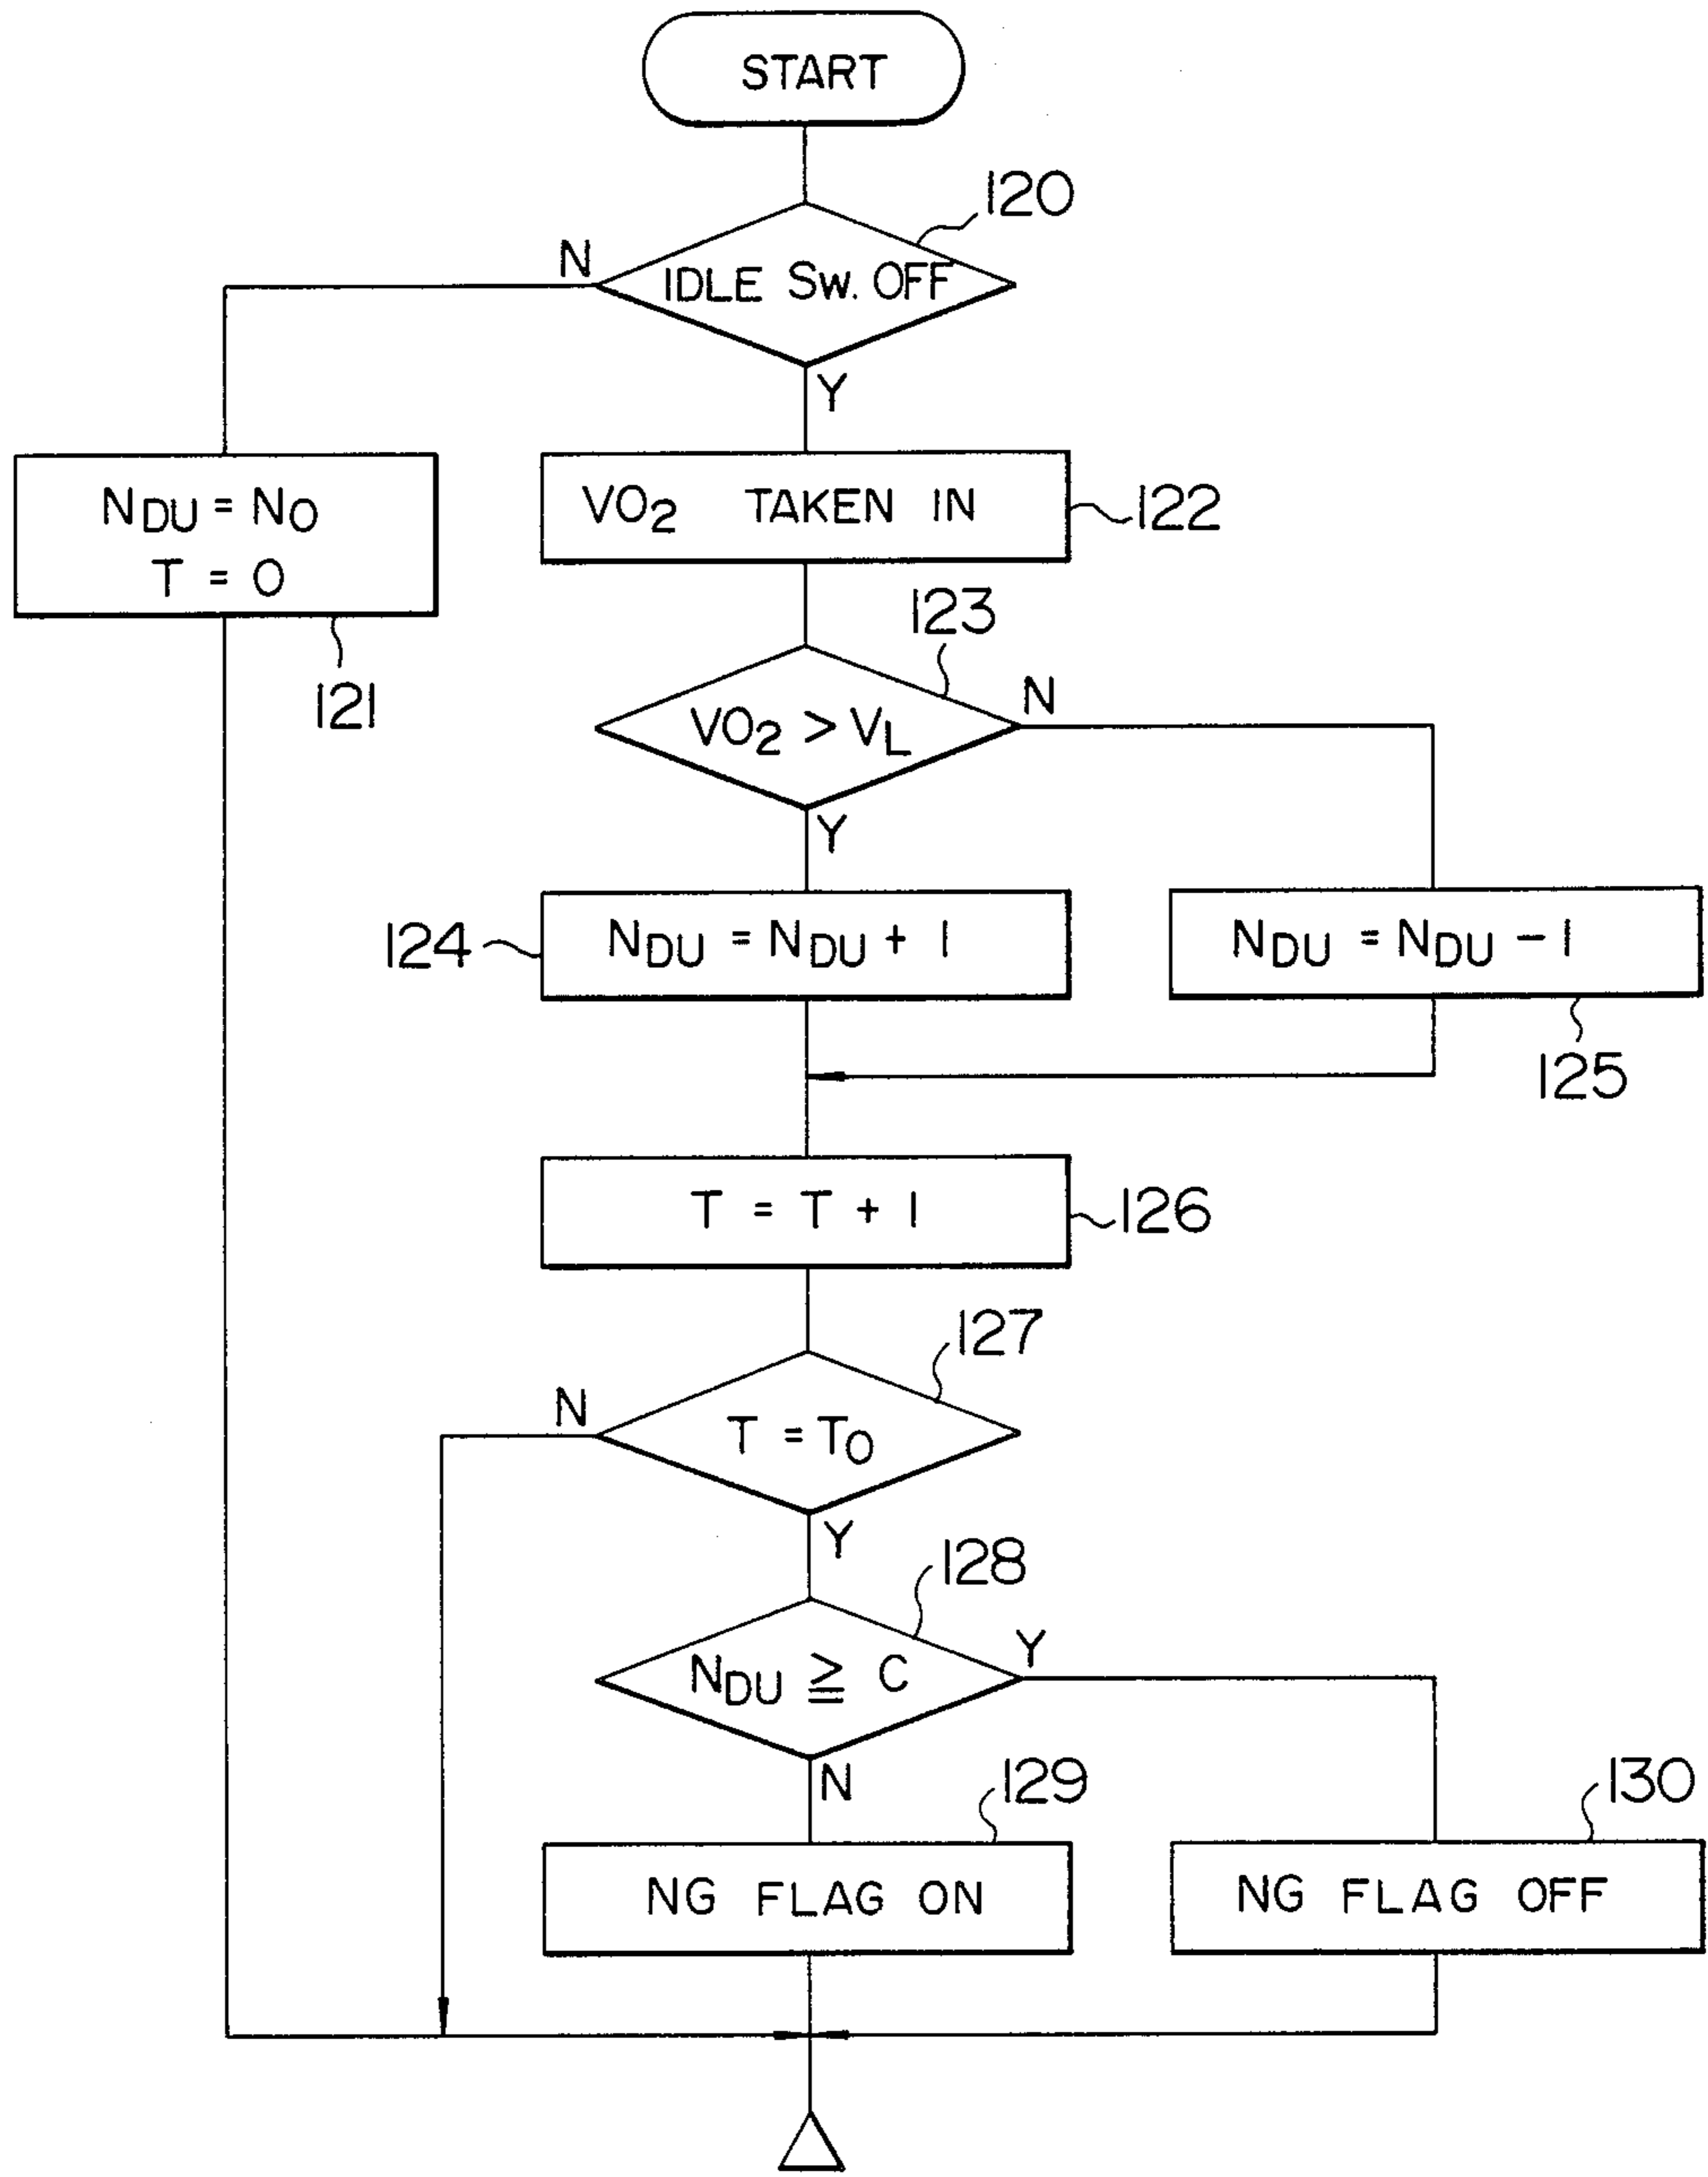 START
120
N
IDLE SW. OFF
Y
NDU = NO
T = 0
121
VO2 TAKEN IN
122
123
VO2 > VL
N
Y
124
NDU = NDU + 1
NDU = NDU - 1
125
T = T + 1
126
127
N
T = TO
Y
128
NDU ≧ C
Y
N
129
130
NG FLAG ON
NG FLAG OFF